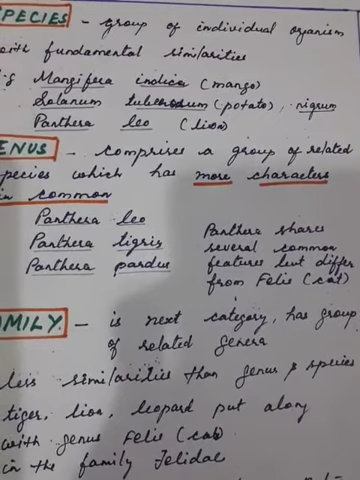 SPECIES - group of individual organism
with fundamental similarities
e.g Mangifera indica (mango)
Solanum tuberosum (potato), nigrum
Panthera leo (lion)
GENUS - comprises a group of related
species which has more characters
in common
Panthera leo
Panthera tigris
Panthera pardus
Panthera shares
several common
features but differ
from Felis (cat)
FAMILY - is next category, has group
of related genera
less similarities than genus & species
tiger, lion, leopard put along
with genus Felis (cat)
in the family Felidae